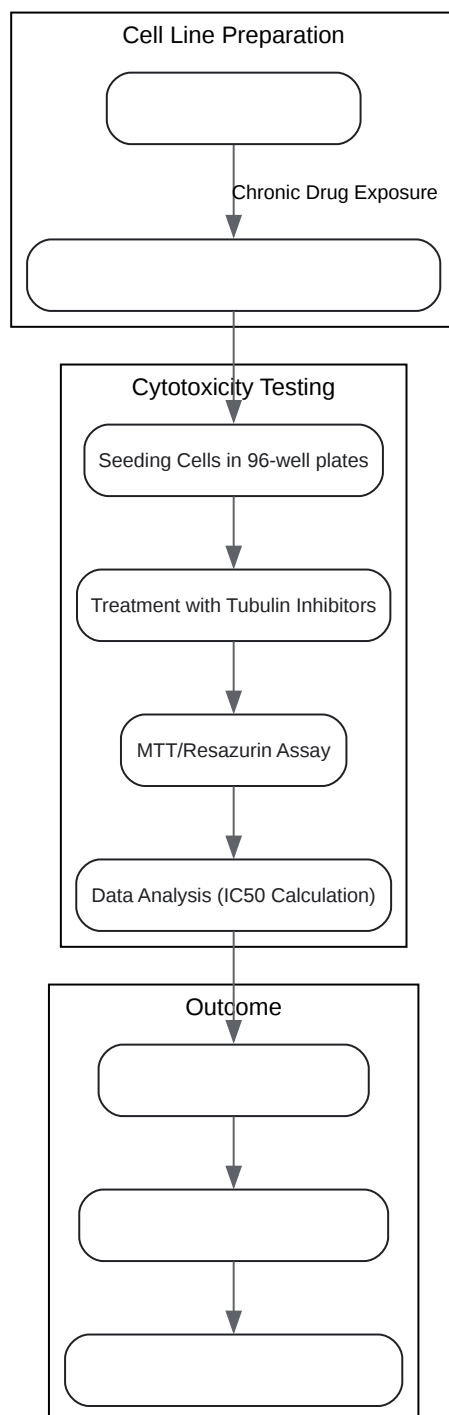 Cell Line Preparation
Chronic Drug Exposure
Cytotoxicity Testing
Seeding Cells in 96-well plates
Treatment with Tubulin Inhibitors
MTT/Resazurin Assay
Data Analysis (IC50 Calculation)
Outcome